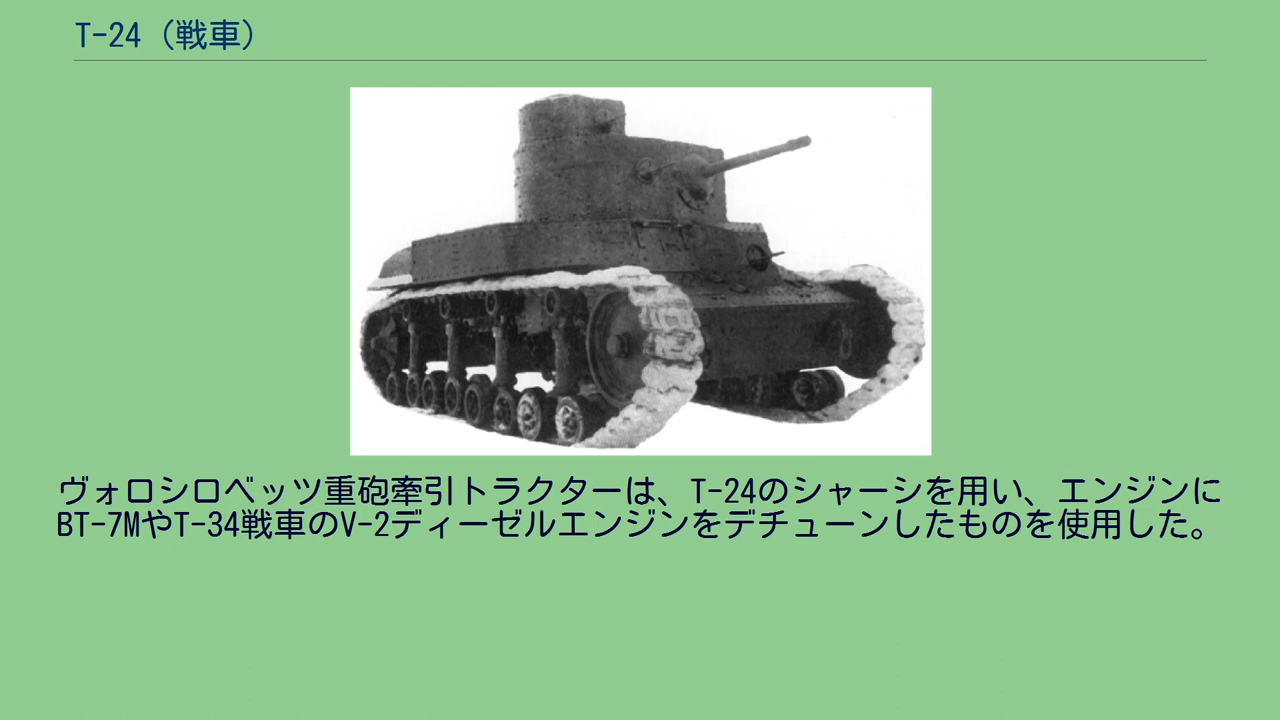 T-24（戦車）
ヴォロシロベッツ重砲牽引トラクターは、T-24のシャーシを用い、エンジンに
BT-7MやT-34戦車のV-2ディーゼルエンジンをデチューンしたものを使用した。